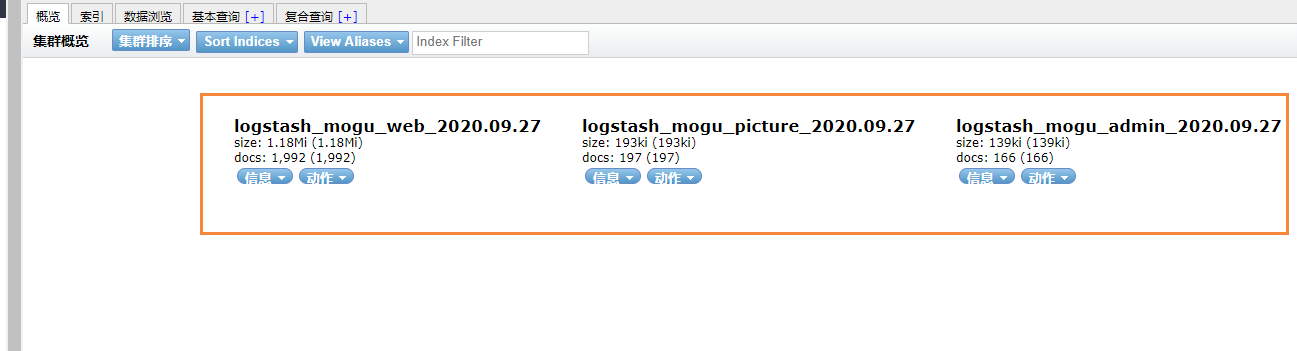 概览 索引 数据浏览 基本查询 [+] 复合查询 [+]
集群概览 集群排序 Sort Indices View Aliases Index Filter
logstash_mogu_web_2020.09.27 logstash_mogu_picture_2020.09.27 logstash_mogu_admin_2020.09.27
size: 1.18Mi (1.18Mi) size: 193ki (193ki) size: 139ki (139ki)
docs: 1,992 (1,992) docs: 197 (197) docs: 166 (166)
信息 动作 信息 动作 信息 动作